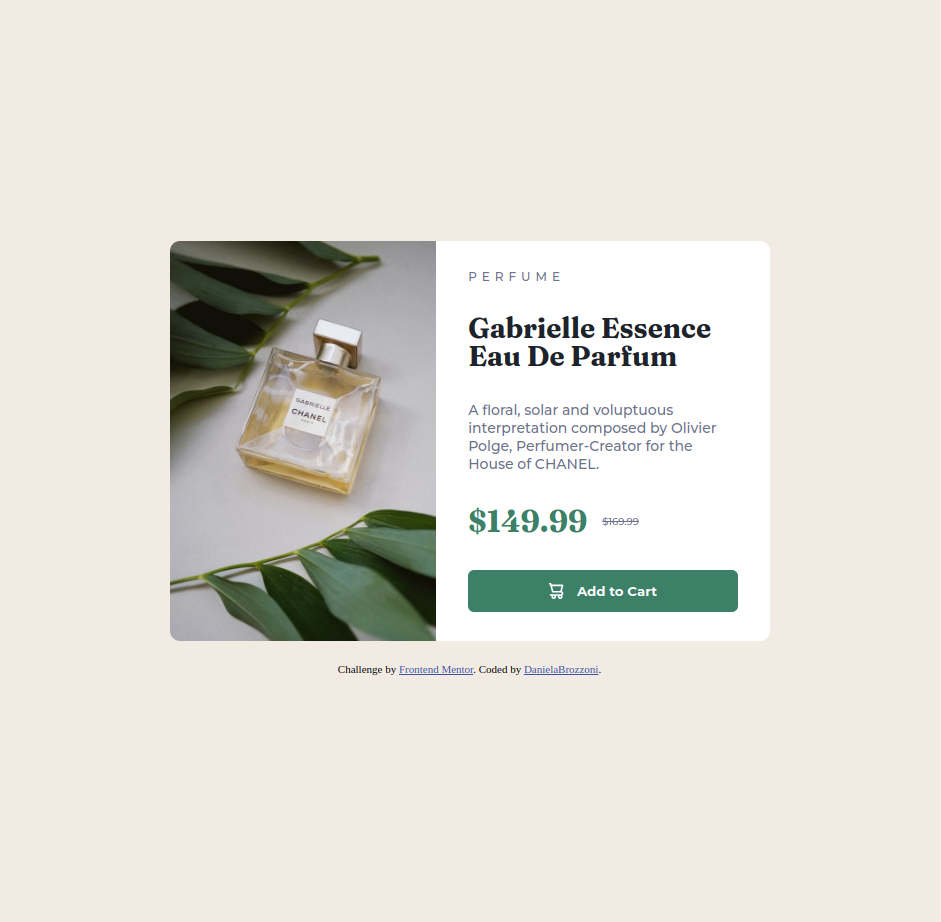 PERFUME
Gabrielle Essence
Eau De Parfum
A floral, solar and voluptuous
interpretation composed by Olivier
Polge, Perfumer-Creator for the
House of CHANEL.
$149.99 $169.99
Add to Cart
GABRIELLE
CHANEL
PARIS
Challenge by Frontend Mentor. Coded by DanielaBrozzoni.